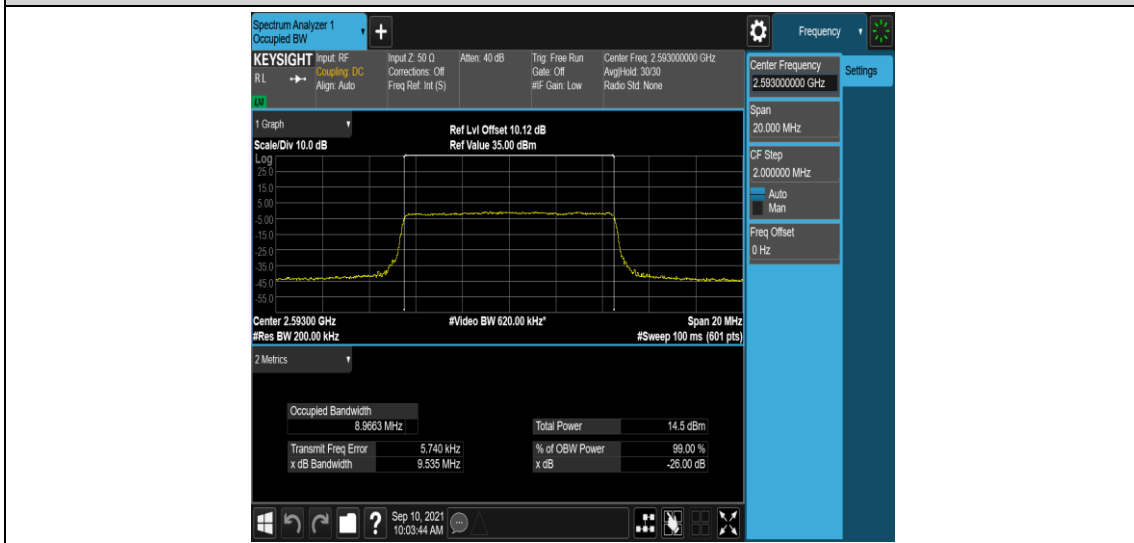 Spectrum Analyzer 1
Occupied BW
+
Frequency
KEYSIGHT
RL
Input: RF
Coupling: DC
Align: Auto
Input Z: 50 Ω
Corrections: Off
Freq Ref: Int (S)
Atten: 40 dB
Trig: Free Run
Gate: Off
#IF Gain: Low
Center Freq: 2.593000000 GHz
Avg|Hold: 30/30
Radio Std: None
Center Frequency
2.593000000 GHz
Settings
Span
20.000 MHz
CF Step
2.000000 MHz
Auto
Man
Freq Offset
0 Hz
1 Graph
Scale/Div 10.0 dB
Ref Lvl Offset 10.12 dB
Ref Value 35.00 dBm
Log
25.0
15.0
5.00
-5.00
-15.0
-25.0
-35.0
-45.0
-55.0
Center 2.59300 GHz
#Video BW 620.00 kHz*
Span 20 MHz
#Res BW 200.00 kHz
#Sweep 100 ms (601 pts)
2 Metrics
Occupied Bandwidth
8.9663 MHz
Total Power 14.5 dBm
Transmit Freq Error 5.740 kHz
% of OBW Power 99.00 %
x dB Bandwidth 9.535 MHz
x dB -26.00 dB
?
Sep 10, 2021
10:03:44 AM